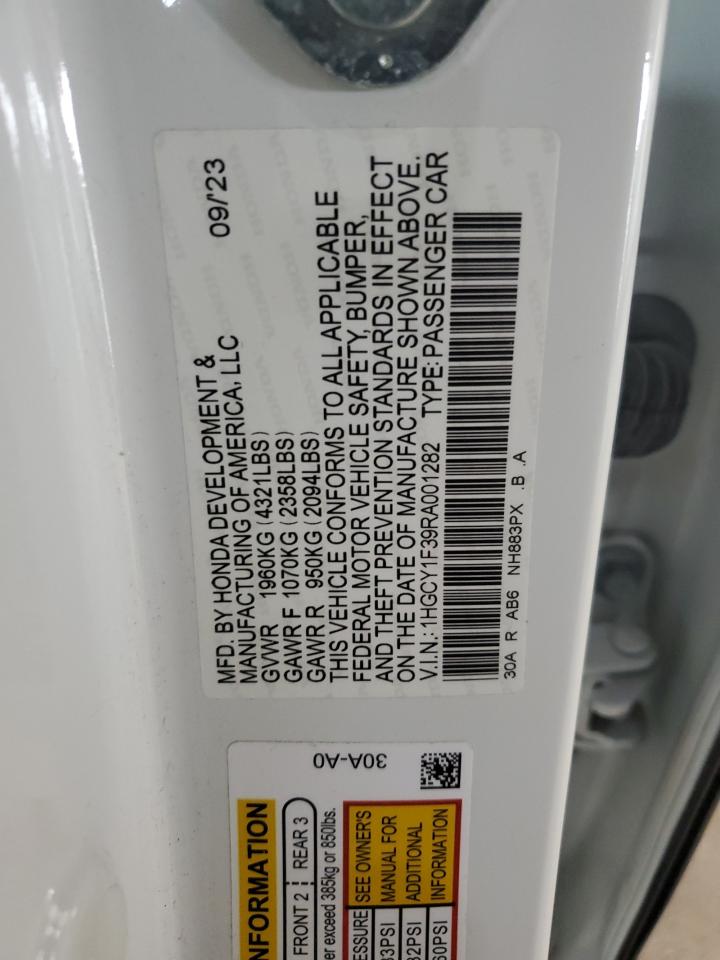 MFD. BY HONDA DEVELOPMENT &
MANUFACTURING OF AMERICA, LLC 09/'23
GVWR 1960KG (4321LBS)
GAWR F 1070KG (2358LBS)
GAWR R 950KG (2094LBS)
THIS VEHICLE CONFORMS TO ALL APPLICABLE
FEDERAL MOTOR VEHICLE SAFETY, BUMPER,
AND THEFT PREVENTION STANDARDS IN EFFECT
ON THE DATE OF MANUFACTURE SHOWN ABOVE.
V.I.N.: 1HGCY1F39RA001282 TYPE: PASSENGER CAR
30A R AB6 NH883PX .B .A
30A-A0
NFORMATION
FRONT 2 REAR 3
er exceed 385kg or 850lbs.
ESSURE SEE OWNER'S
3PSI MANUAL FOR
2PSI ADDITIONAL
60PSI INFORMATION